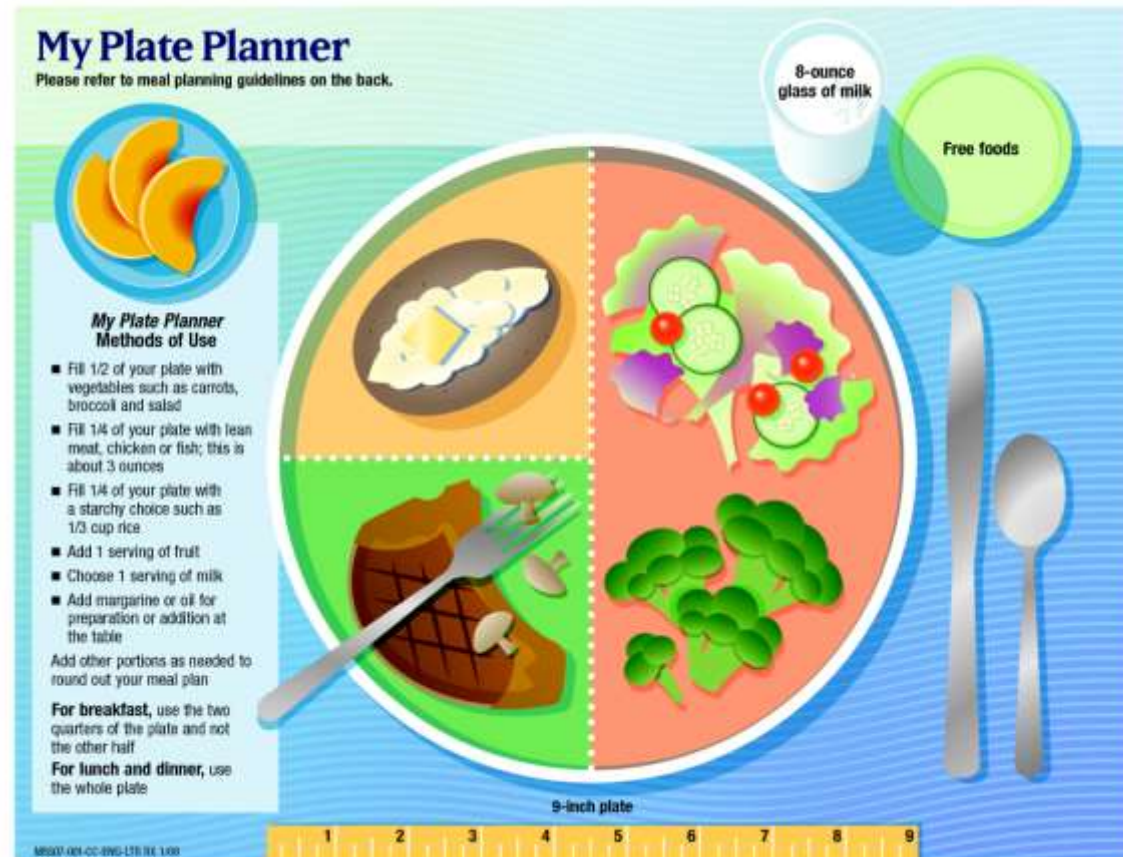 My Plate Planner
Please refer to meal planning guidelines on the back.
8-ounce
glass of milk
Free foods
My Plate Planner
Methods of Use
■ Fill 1/2 of your plate with
vegetables such as carrots,
broccoli and salad
■ Fill 1/4 of your plate with lean
meat, chicken or fish; this is
about 3 ounces
■ Fill 1/4 of your plate with
a starchy choice such as
1/3 cup rice
■ Add 1 serving of fruit
■ Choose 1 serving of milk
■ Add margarine or oil for
preparation or addition at
the table
Add other portions as needed to
round out your meal plan
For breakfast, use the two
quarters of the plate and not
the other half
For lunch and dinner, use
the whole plate
9-inch plate
1 2 3 4 5 6 7 8 9